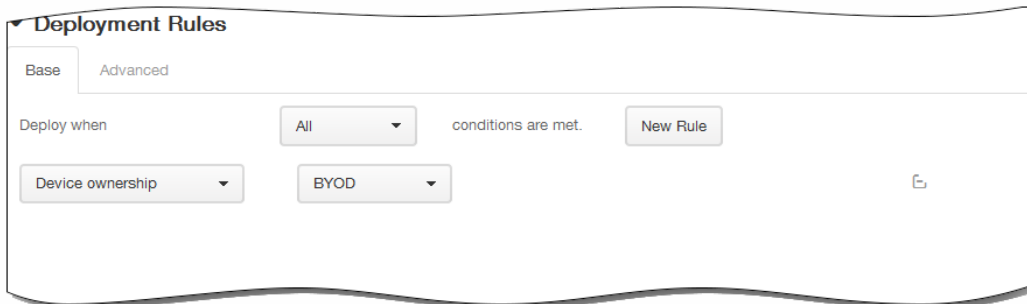 Deployment Rules
Base Advanced
Deploy when All conditions are met. New Rule
Device ownership BYOD